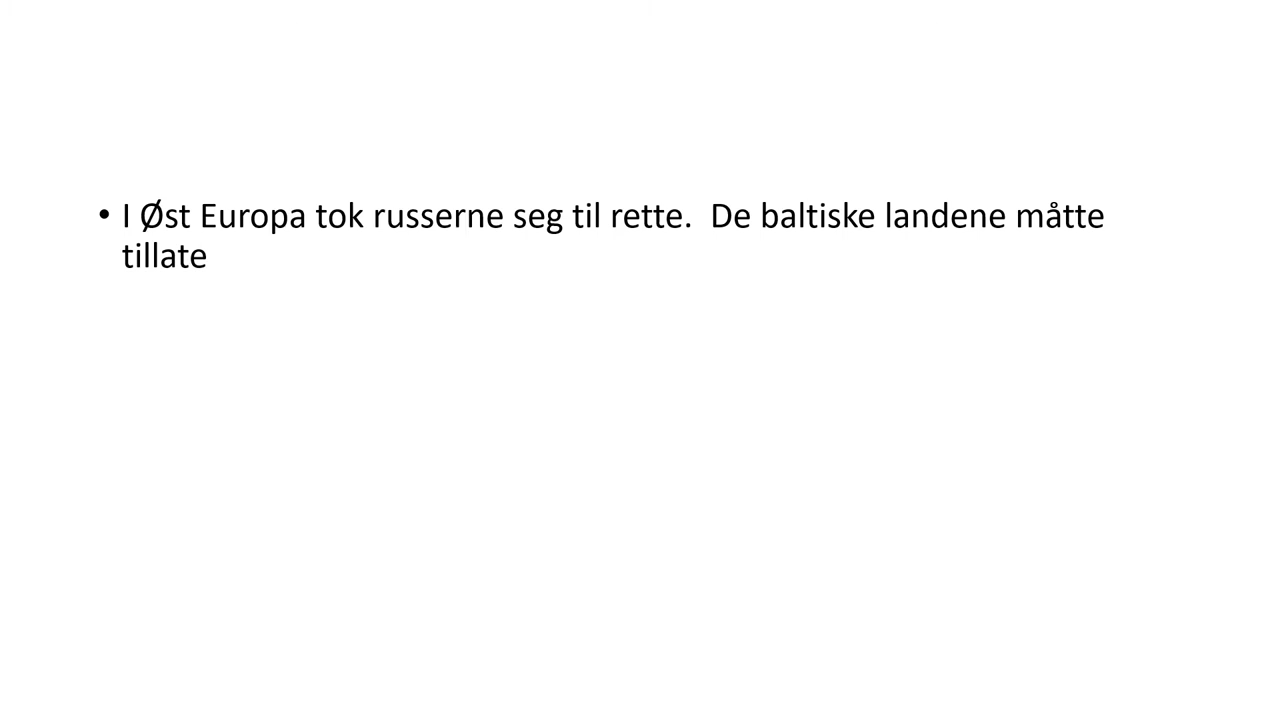 • I Øst Europa tok russerne seg til rette.  De baltiske landene måtte
tillate